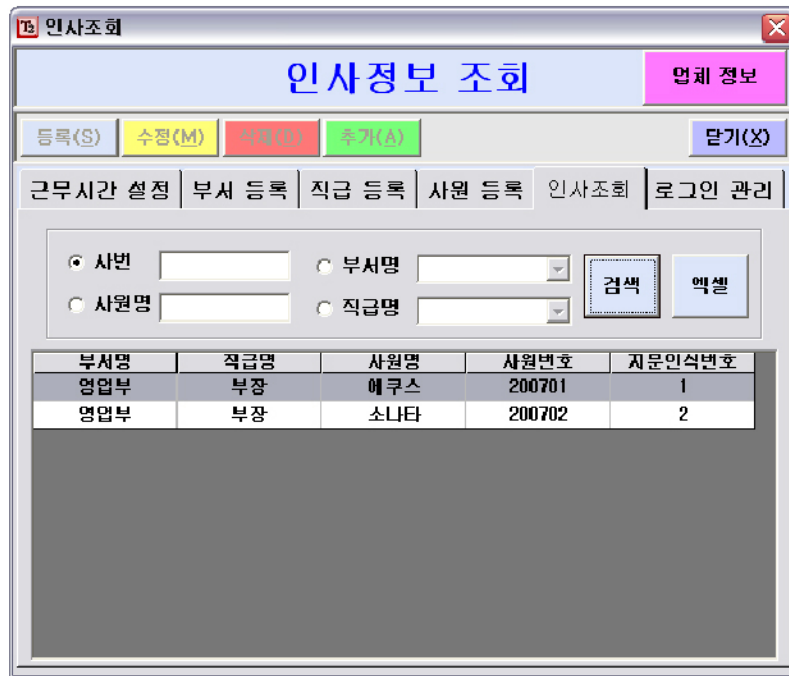 인사조회
인사정보 조회 업체 정보
등록(S) 수정(M) 삭제(D) 추가(A) 닫기(X)
근무시간 설정 부서 등록 직급 등록 사원 등록 인사조회 로그인 관리
사번 부서명 검색 엑셀
사원명 직급명
부서명 직급명 사원명 사원번호 지문인식번호
영업부 부장 에쿠스 200701 1
영업부 부장 소나타 200702 2